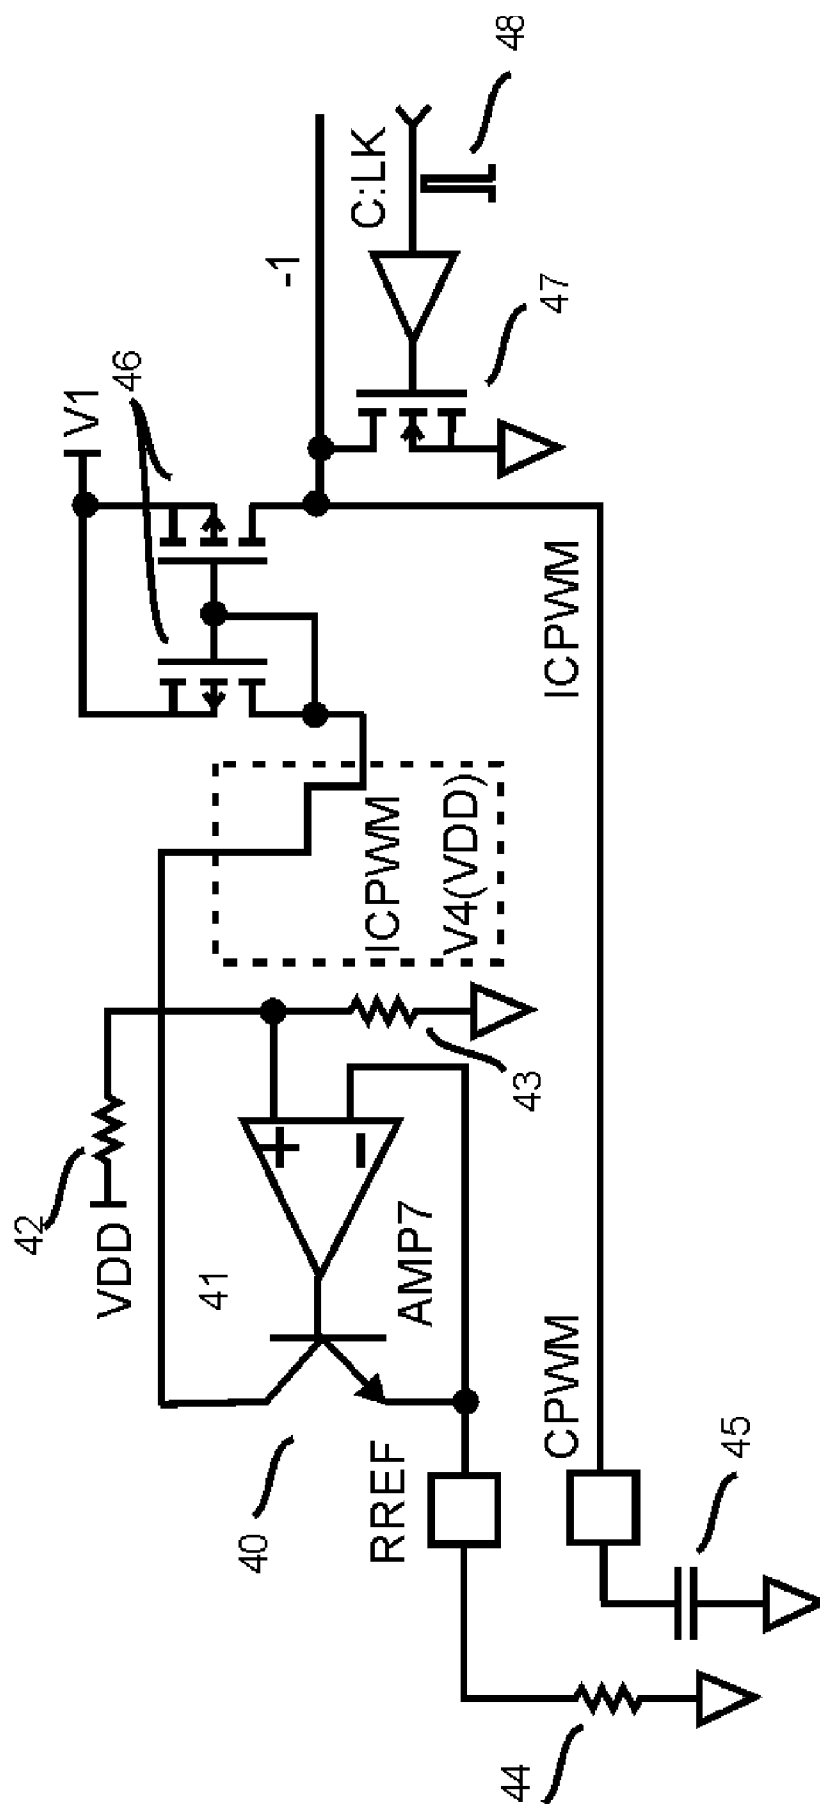 42
VDD
41
40
AMP7
RREF
43
44
CPWM
45
ICPWM
V4(VDD)
ICPWM
V1
46
-1
C:LK
47
48
+
-